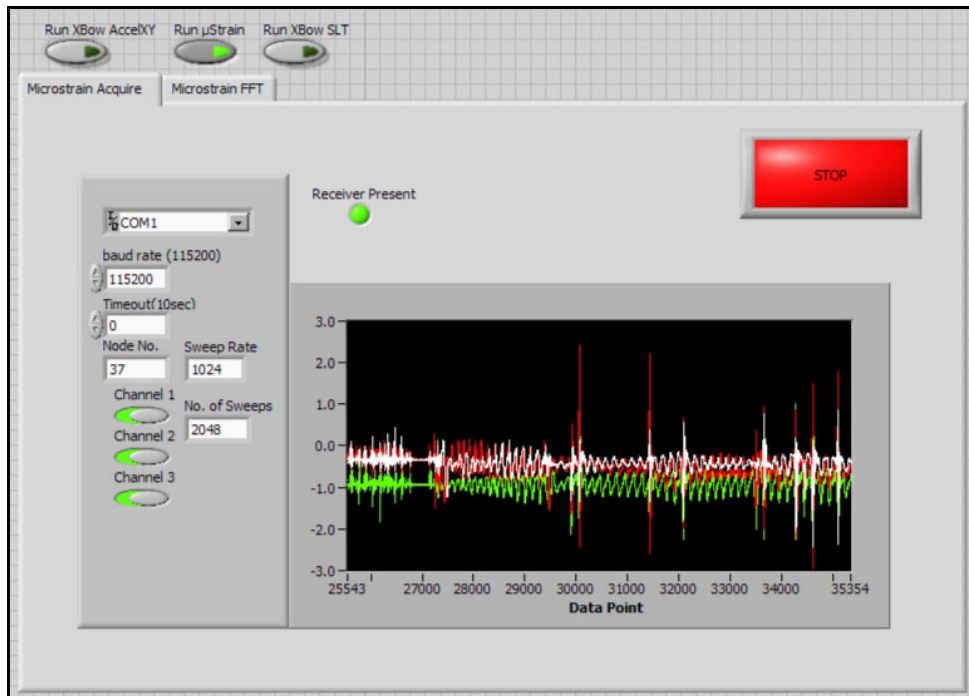 Run XBow AccelXY Run µStrain Run XBow SLT
Microstrain Acquire Microstrain FFT
STOP
Receiver Present
COM1
baud rate (115200)
115200
Timeout(10sec)
0
Node No. Sweep Rate
37 1024
Channel 1
No. of Sweeps
2048
Channel 2
Channel 3
3.0
2.0
1.0
0.0
-1.0
-2.0
-3.0
25543 27000 28000 29000 30000 31000 32000 33000 34000 35354
Data Point